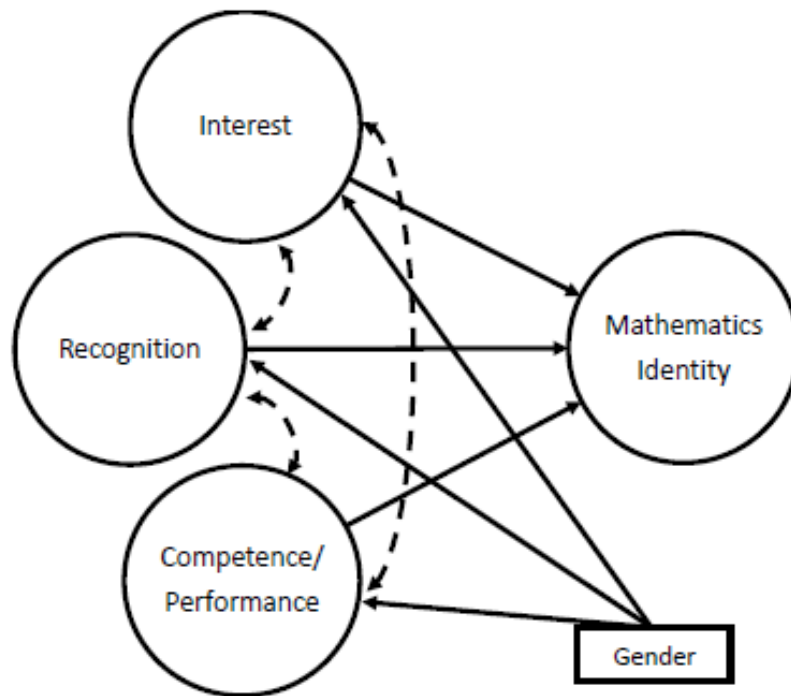 Interest
Recognition
Mathematics
Identity
Competence/
Performance
Gender